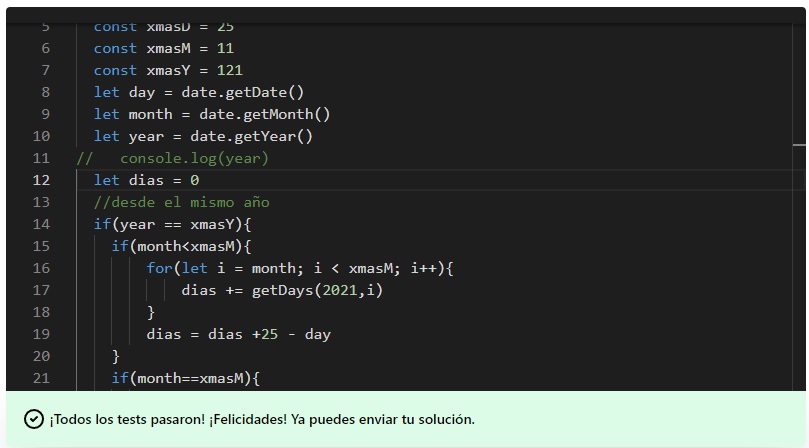 5 const xmasD = 25
6 const xmasM = 11
7 const xmasY = 121
8 let day = date.getDate()
9 let month = date.getMonth()
10 let year = date.getYear()
11 // console.log(year)
12 let dias = 0
13 //desde el mismo año
14 if(year == xmasY){
15 if(month<xmasM){
16 for(let i = month; i < xmasM; i++){
17 dias += getDays(2021,i)
18 }
19 dias = dias +25 - day
20 }
21 if(month==xmasM){
¡Todos los tests pasaron! ¡Felicidades! Ya puedes enviar tu solución.